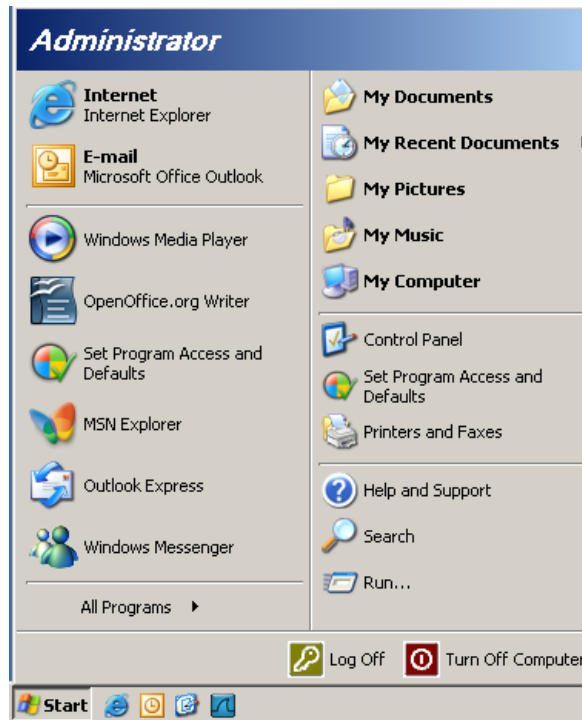 Administrator
Internet
Internet Explorer
E-mail
Microsoft Office Outlook
Windows Media Player
OpenOffice.org Writer
Set Program Access and
Defaults
MSN Explorer
Outlook Express
Windows Messenger
All Programs
My Documents
My Recent Documents
My Pictures
My Music
My Computer
Control Panel
Set Program Access and
Defaults
Printers and Faxes
Help and Support
Search
Run...
Log Off
Turn Off Computer
Start